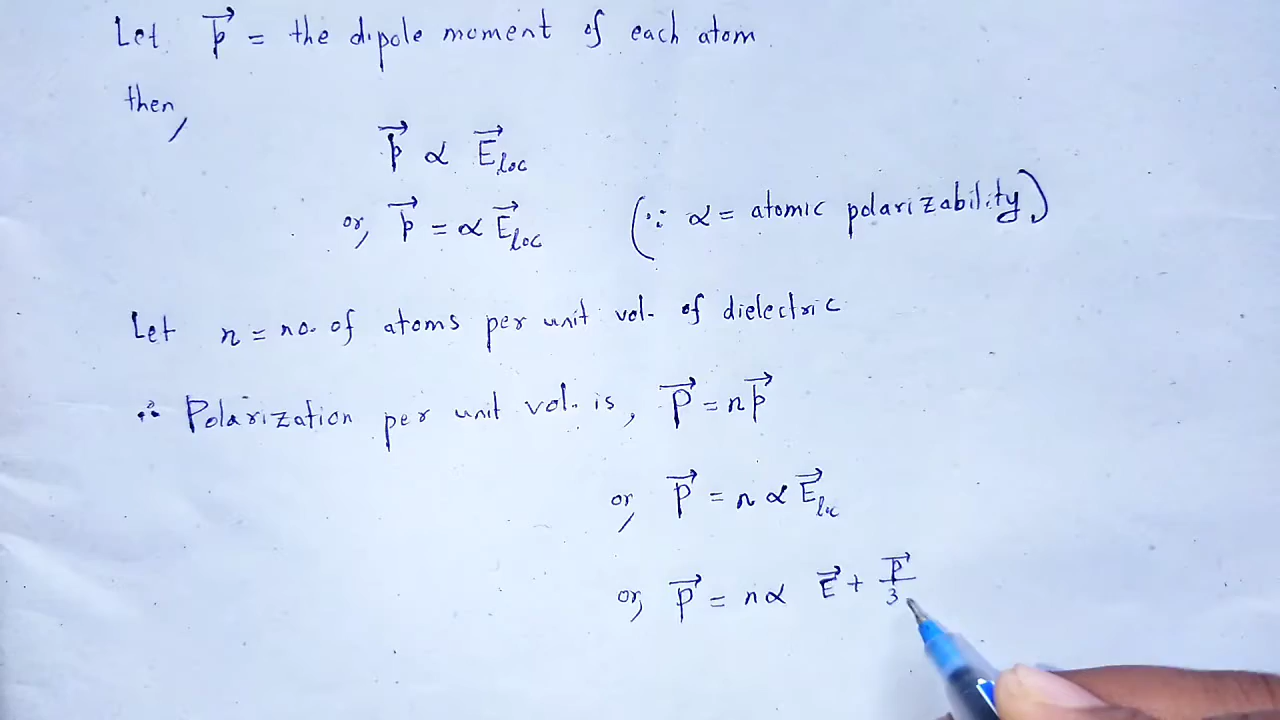 Let p⃗ = the dipole moment of each atom
then,
p⃗ ∝ E⃗loc
or, p⃗ = α E⃗loc (∵ α = atomic polarizability)
Let n = no. of atoms per unit vol. of dielectric
∴ Polarization per unit vol. is, P⃗ = np⃗
or, P⃗ = n α E⃗loc
or, P⃗ = nα E⃗ + P⃗/3